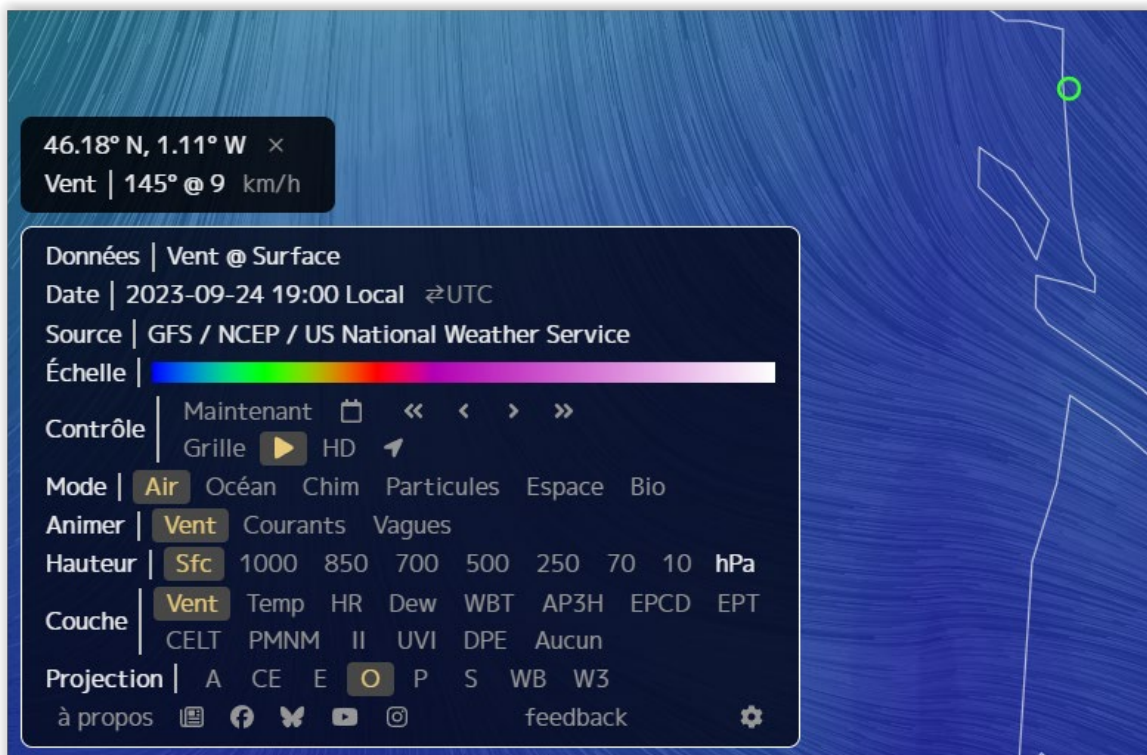 46.18° N, 1.11° W ×
Vent | 145° @ 9 km/h
Données | Vent @ Surface
Date | 2023-09-24 19:00 Local ⇄UTC
Source | GFS / NCEP / US National Weather Service
Échelle |
Contrôle | Maintenant « ‹ › »
Grille HD
Mode | Air Océan Chim Particules Espace Bio
Animer | Vent Courants Vagues
Hauteur | Sfc 1000 850 700 500 250 70 10 hPa
Couche | Vent Temp HR Dew WBT AP3H EPCD EPT
CELT PMNM II UVI DPE Aucun
Projection | A CE E O P S WB W3
à propos feedback